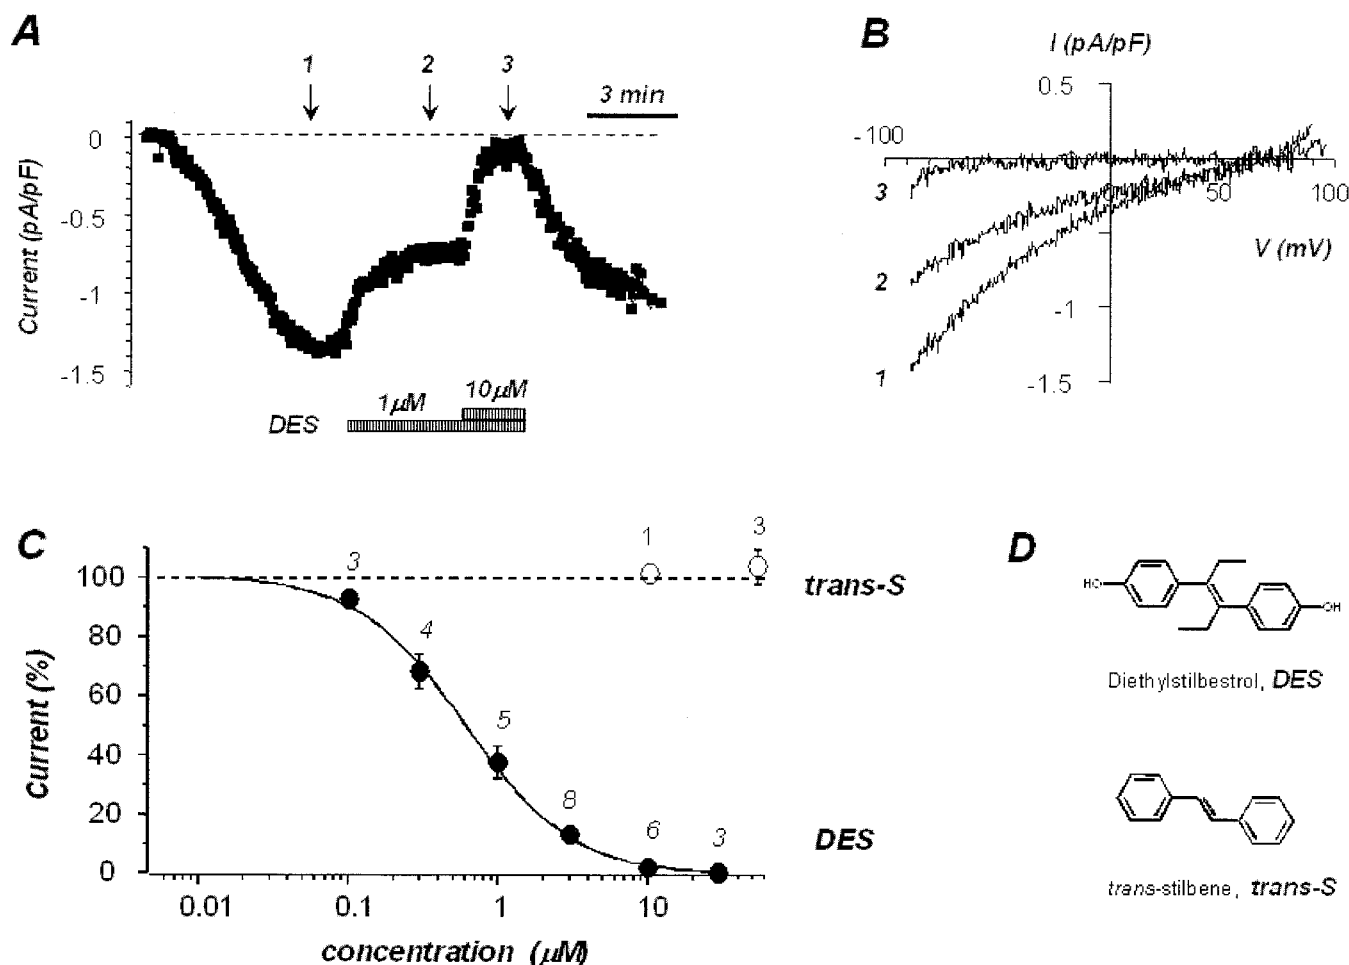 A
1 2 3
3 min
0
-0.5
-1
-1.5
Current (pA/pF)
1μM
10μM
DES
B
I (pA/pF)
0.5
-100
50
100
V (mV)
3
2
1
-1
-1.5
C
3
4
5
8
6
3
1
3
100
80
60
40
20
0
Current (%)
0.01 0.1 1 10
concentration (μM)
trans-S
DES
D
HO
OH
Diethylstilbestrol, DES
trans-stilbene, trans-S